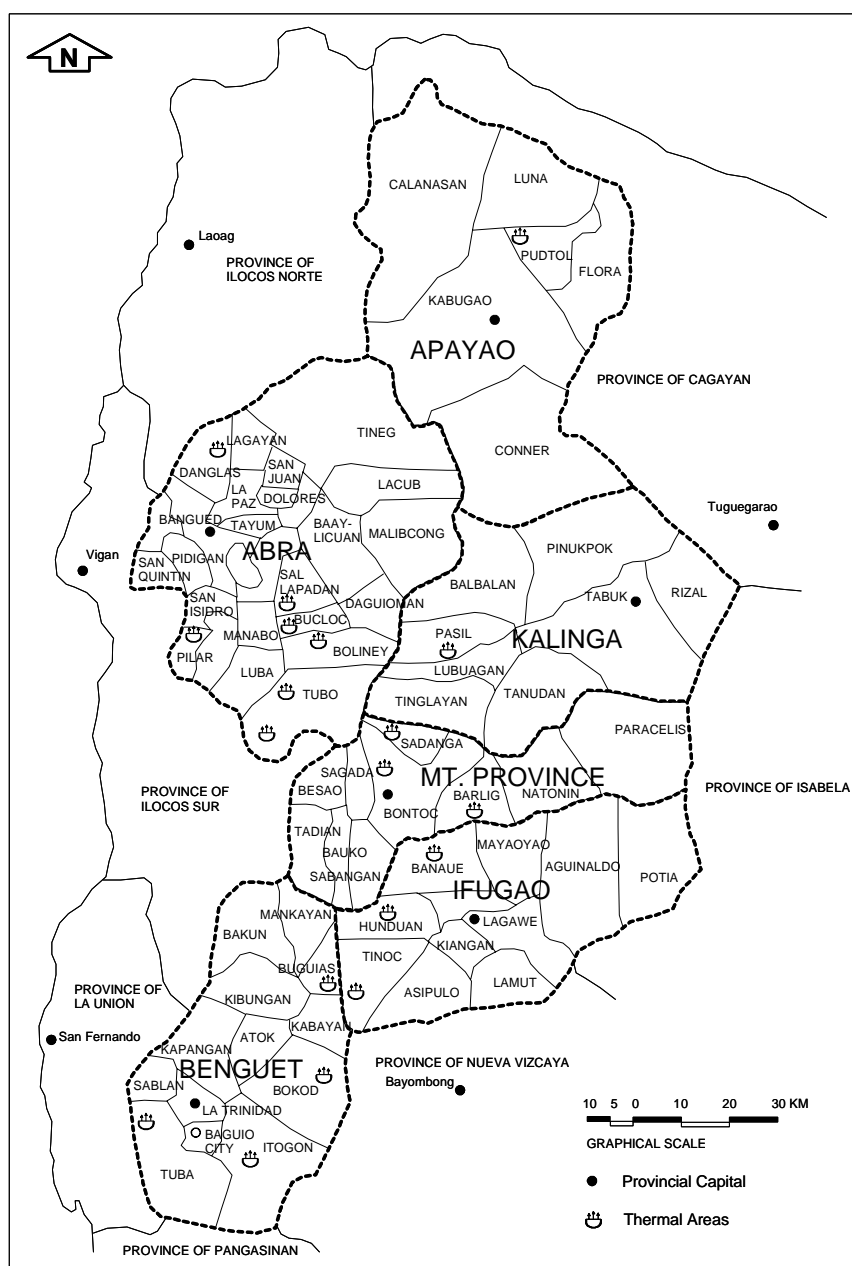 N
CALANASAN
LUNA
Laoag
PROVINCE OF
ILOCOS NORTE
PUDTOL
FLORA
KABUGAO
APAYAO
PROVINCE OF CAGAYAN
TINEG
LAGAYAN
CONNER
DANGLAS
SAN
JUAN
LACUB
LA
PAZ
DOLORES
Tuguegarao
BANGUED
TAYUM
BAAY-
LICUAN
MALIBCONG
ABRA
PINUKPOK
Vigan
PIDIGAN
SAN
QUINTIN
SAL
LAPADAN
BALBALAN
TABUK
RIZAL
SAN
ISIDRO
DAGUIOMAN
BUCLOC
MANABO
PASIL
KALINGA
BOLINEY
PILAR
LUBA
LUBUAGAN
TUBO
TINGLAYAN
TANUDAN
PARACELIS
SADANGA
SAGADA
MT. PROVINCE
BESAO
PROVINCE OF
ILOCOS SUR
BARLIG
NATONIN
PROVINCE OF ISABELA
BONTOC
TADIAN
BAUKO
MAYAOYAO
BANAUE
AGUINALDO
SABANGAN
POTIA
IFUGAO
MANKAYAN
HUNDUAN
LAGAWE
BAKUN
KIANGAN
TINOC
BUGUIAS
LAMUT
ASIPULO
PROVINCE OF
LA UNION
KIBUNGAN
KABAYAN
San Fernando
ATOK
KAPANGAN
BENGUET
PROVINCE OF NUEVA VIZCAYA
Bayombong
SABLAN
BOKOD
LA TRINIDAD
BAGUIO
CITY
ITOGON
TUBA
10 5 0 10 20 30 KM
GRAPHICAL SCALE
Provincial Capital
Thermal Areas
PROVINCE OF PANGASINAN